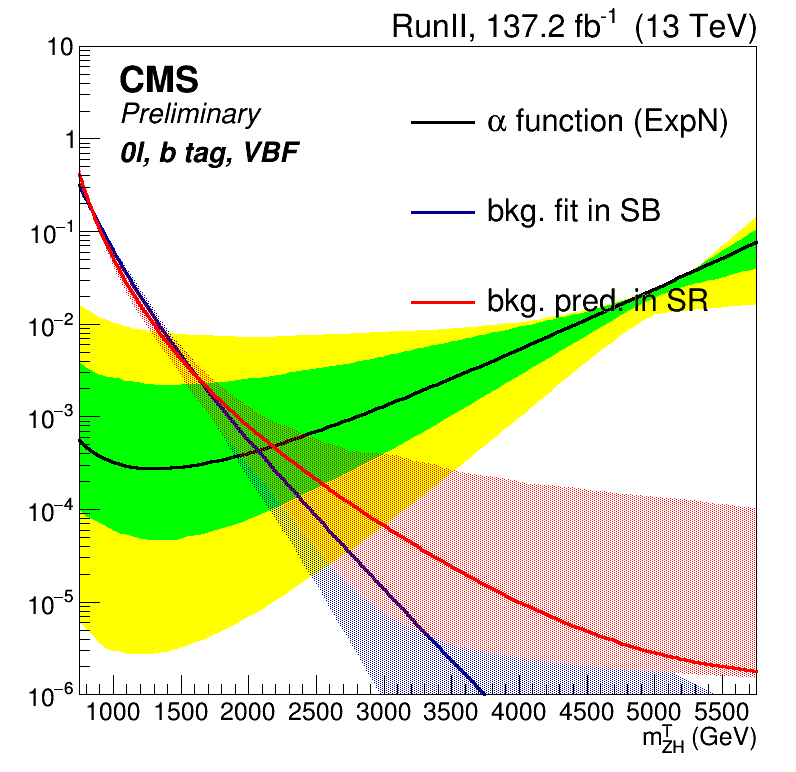 RunII, 137.2 fb⁻¹ (13 TeV)
CMS
Preliminary
0l, b tag, VBF
α function (ExpN)
bkg. fit in SB
bkg. pred. in SR
10
1
10⁻¹
10⁻²
10⁻³
10⁻⁴
10⁻⁵
10⁻⁶
1000 1500 2000 2500 3000 3500 4000 4500 5000 5500
m^T_ZH (GeV)